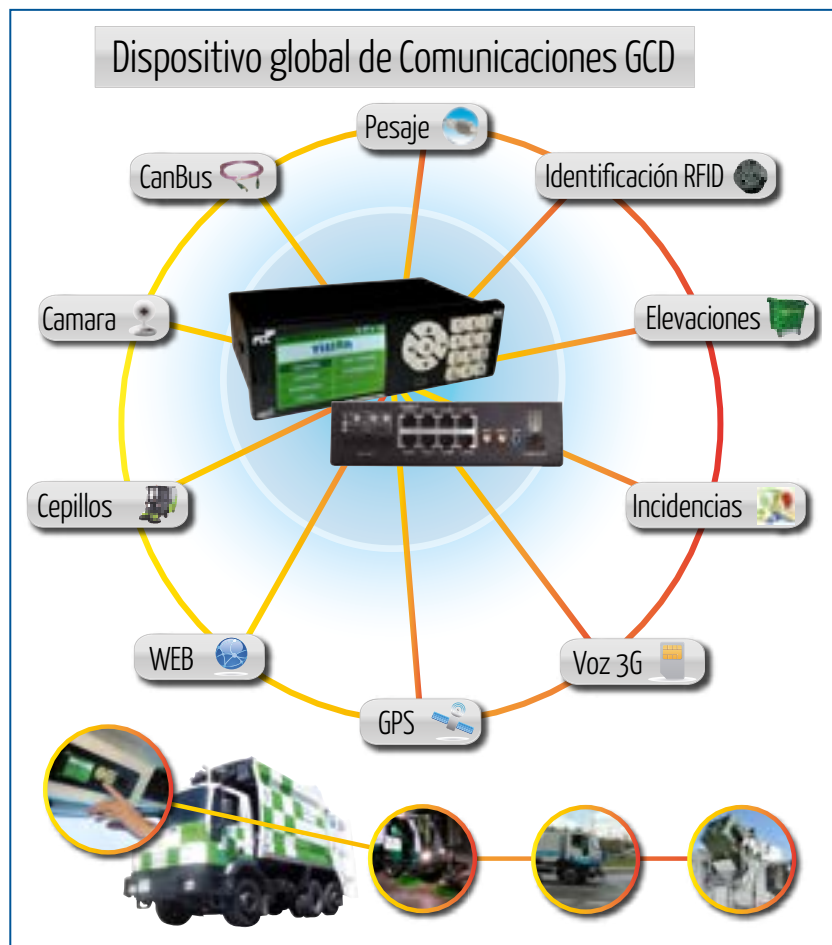 Dispositivo global de Comunicaciones GCD
Pesaje
CanBus
Identificación RFID
Camara
Elevaciones
Cepillos
Incidencias
WEB
Voz 3G
GPS